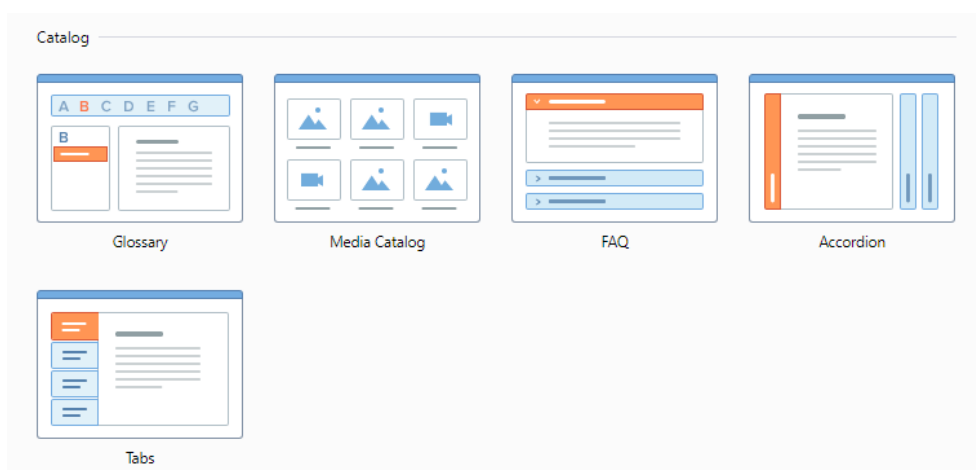 Catalog
A B C D E F G
B
Glossary
Media Catalog
FAQ
Accordion
Tabs